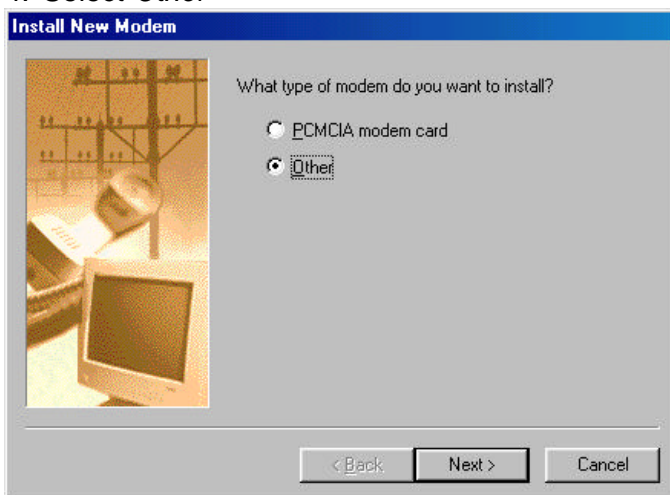 Install New Modem
What type of modem do you want to install?
PCMCIA modem card
Other
< Back
Next >
Cancel